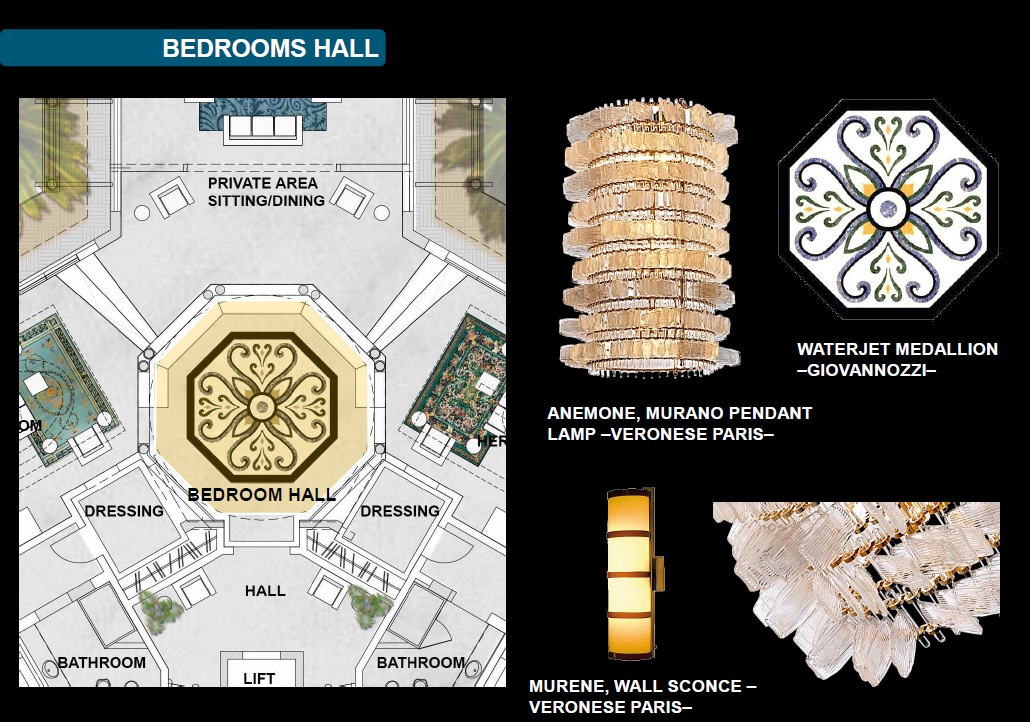 BEDROOMS HALL
PRIVATE AREA
SITTING/DINING
OM
HER
BEDROOM HALL
DRESSING
DRESSING
HALL
BATHROOM
BATHROOM
LIFT
WATERJET MEDALLION
–GIOVANNOZZI–
ANEMONE, MURANO PENDANT
LAMP –VERONESE PARIS–
MURENE, WALL SCONCE –
VERONESE PARIS–